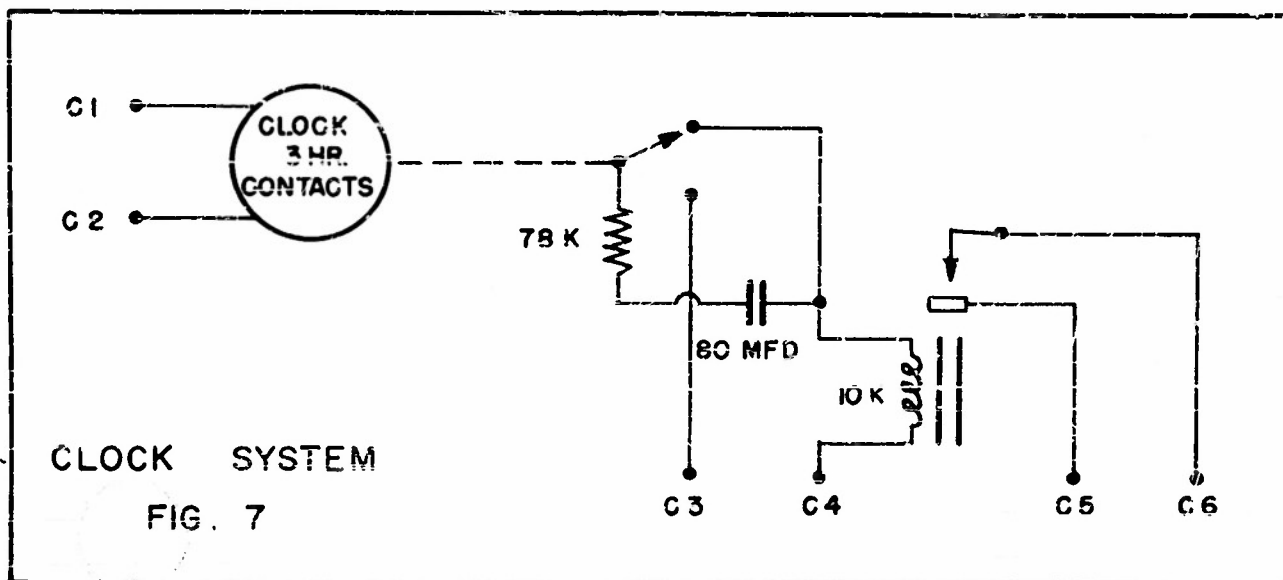 C1
CLOCK
3 HR.
CONTACTS
C2
78 K
80 MFD
10 K
CLOCK SYSTEM
FIG. 7
C3
C4
C5
C6